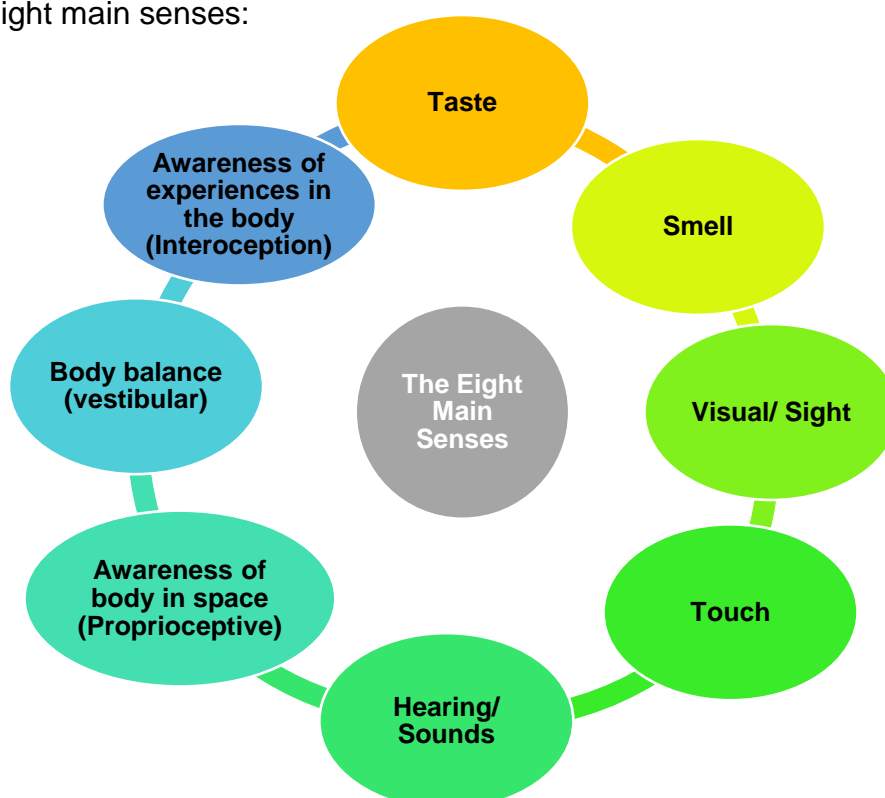 ight main senses:
Taste
Smell
Visual/ Sight
Touch
Hearing/
Sounds
Awareness of
body in space
(Proprioceptive)
Body balance
(vestibular)
Awareness of
experiences in
the body
(Interoception)
The Eight
Main
Senses